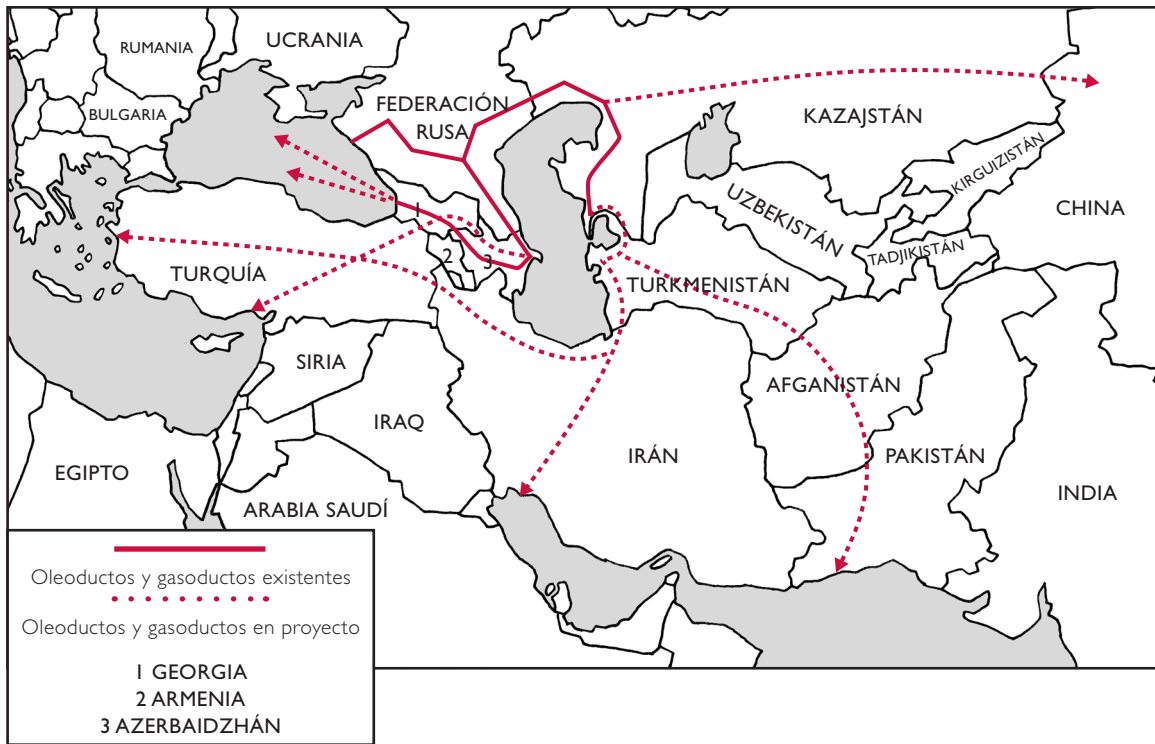 RUMANIA
UCRANIA
BULGARIA
FEDERACIÓN
RUSA
KAZAJSTÁN
KIRGUIZISTÁN
UZBEKISTÁN
CHINA
TADJIKISTÁN
1
2
3
TURQUÍA
TURKMENISTÁN
SIRIA
AFGANISTÁN
IRAQ
IRÁN
PAKISTÁN
EGIPTO
INDIA
ARABIA SAUDÍ
Oleoductos y gasoductos existentes
Oleoductos y gasoductos en proyecto
1 GEORGIA
2 ARMENIA
3 AZERBAIDZHÁN